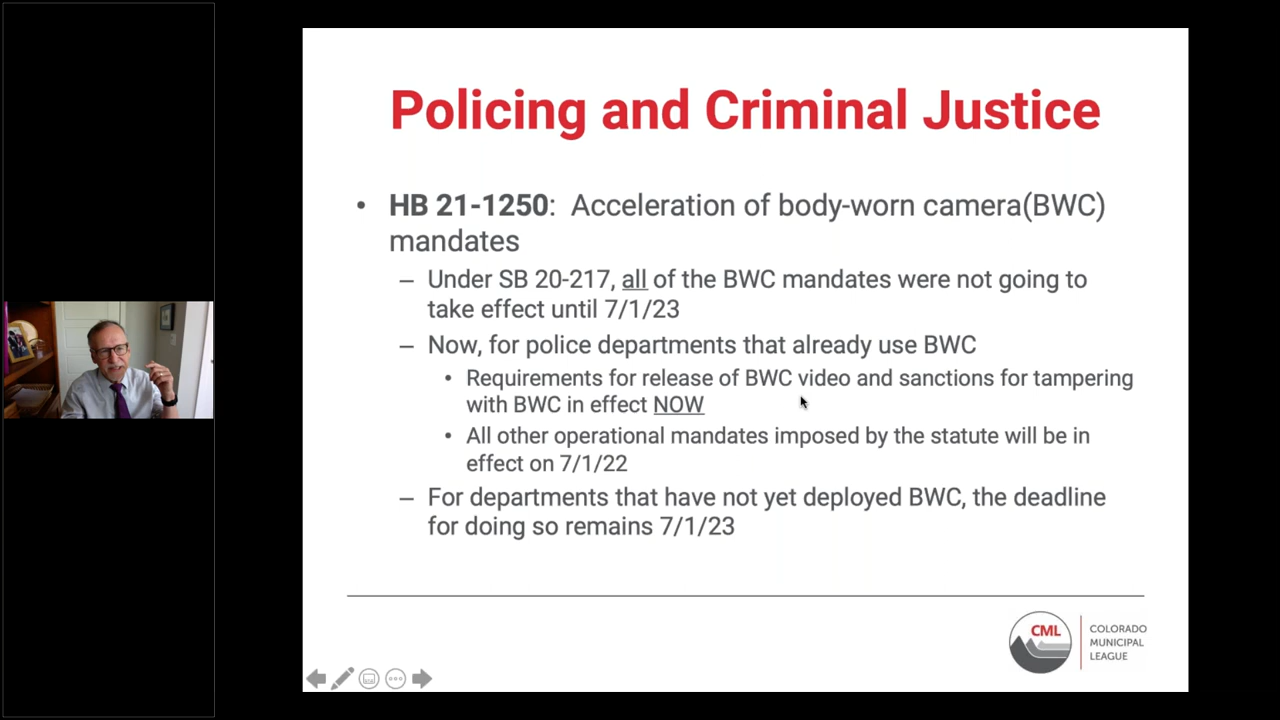 Policing and Criminal Justice
• HB 21-1250:  Acceleration of body-worn camera(BWC)
mandates
– Under SB 20-217, all of the BWC mandates were not going to
take effect until 7/1/23
– Now, for police departments that already use BWC
• Requirements for release of BWC video and sanctions for tampering
with BWC in effect NOW
• All other operational mandates imposed by the statute will be in
effect on 7/1/22
– For departments that have not yet deployed BWC, the deadline
for doing so remains 7/1/23
CML
COLORADO
MUNICIPAL
LEAGUE